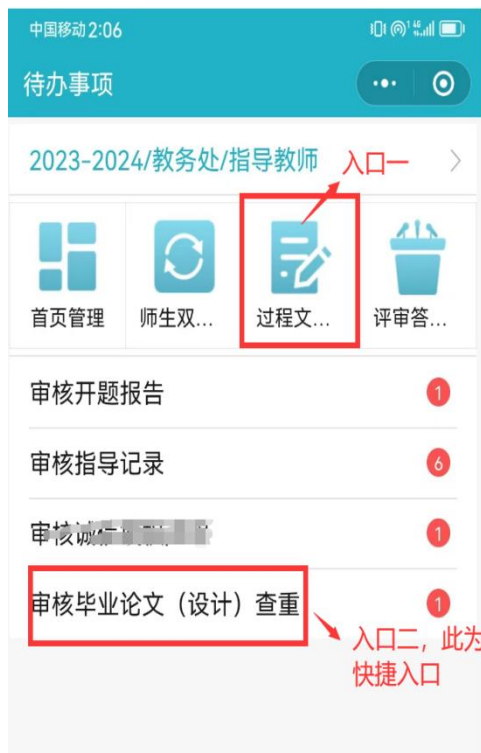 中国移动2:06
待办事项
2023-2024/教务处/指导教师
入口一
首页管理
师生双...
过程文...
评审答...
审核开题报告
1
审核指导记录
6
审核诚信
1
审核毕业论文（设计）查重
1
入口二，此为
快捷入口